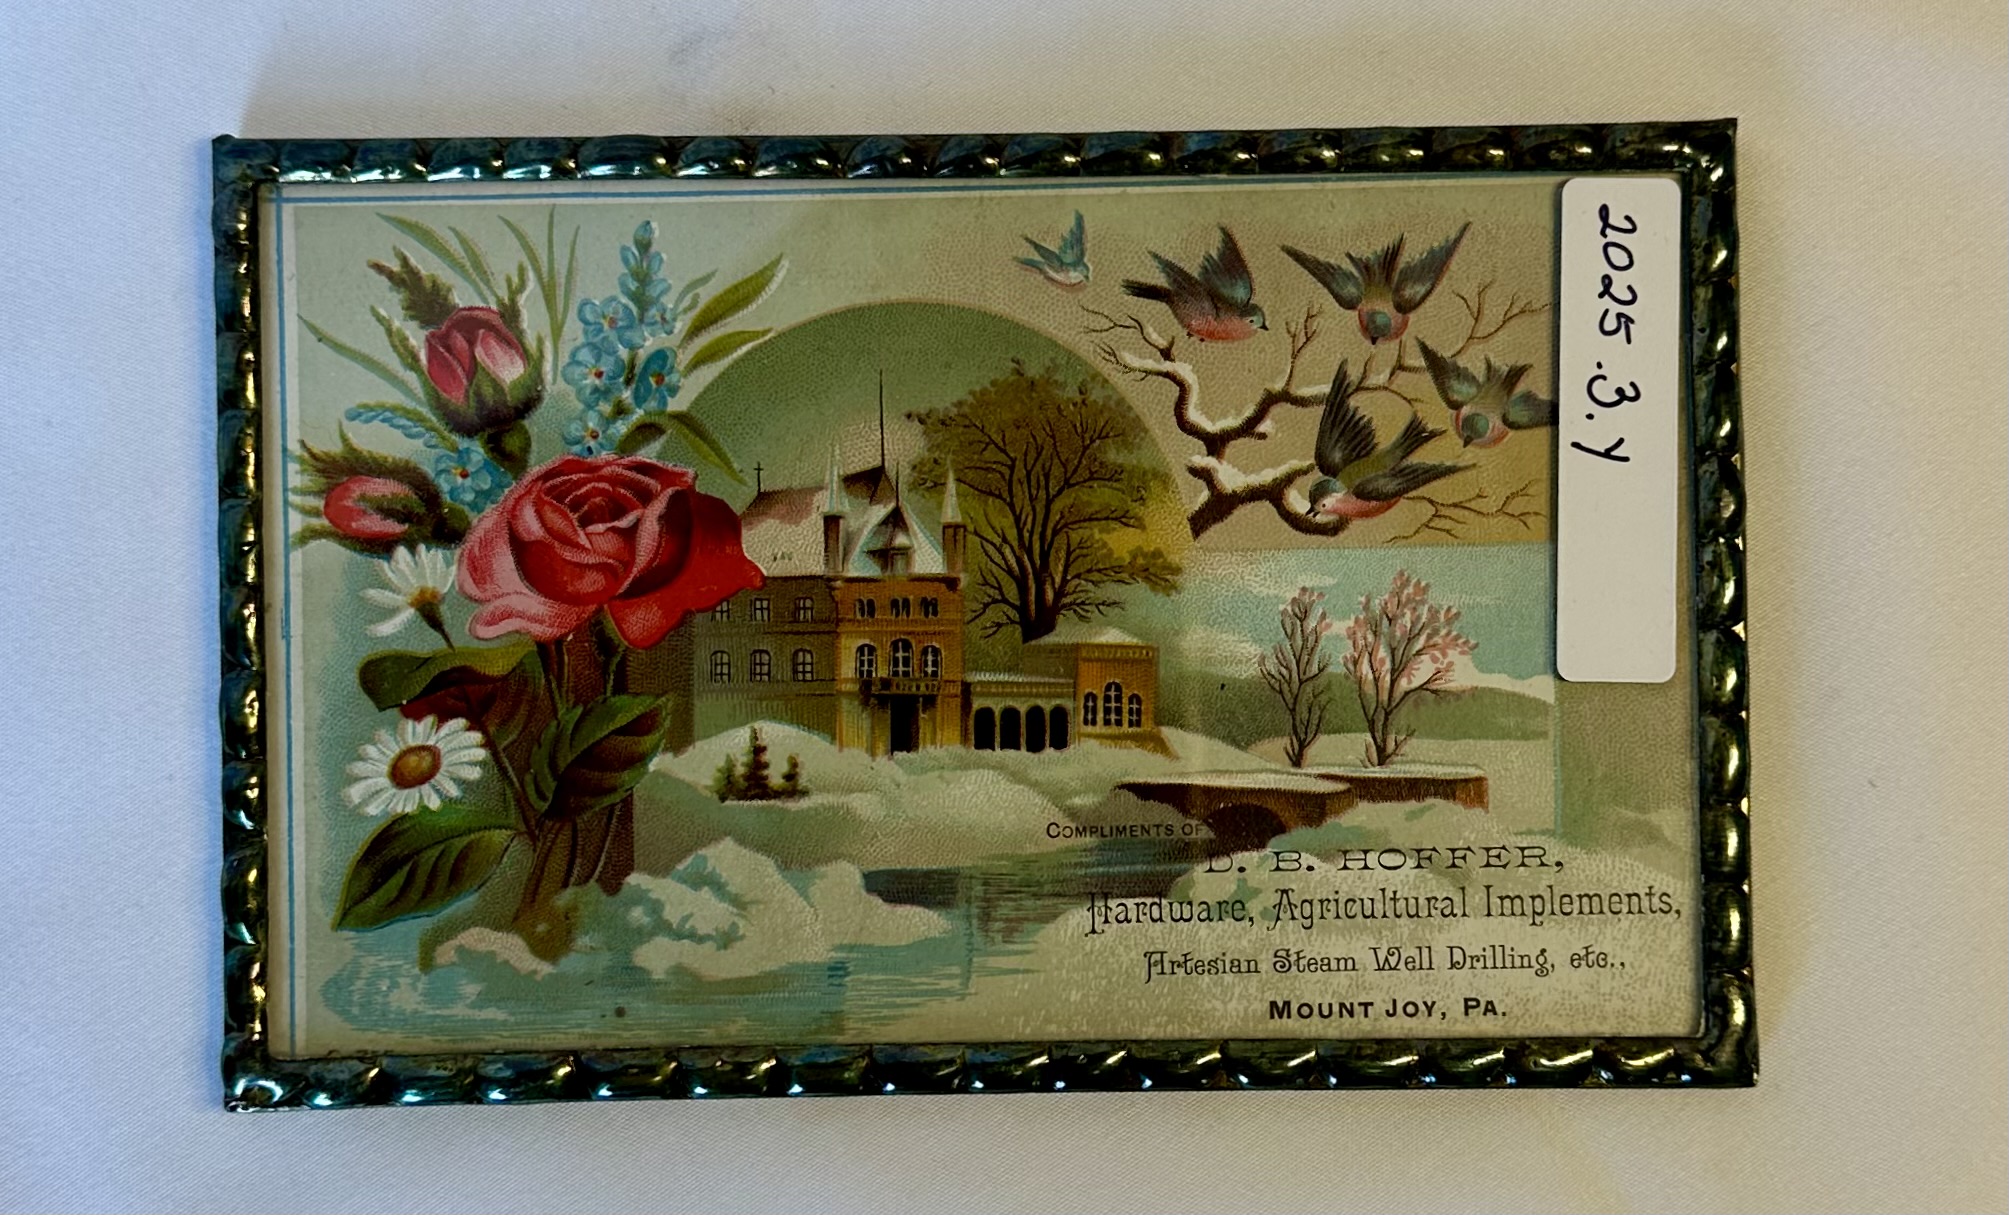 2025.3.y
COMPLIMENTS OF
D. B. HOFFER,
Hardware, Agricultural Implements,
Artesian Steam Well Drilling, etc.,
MOUNT JOY, PA.